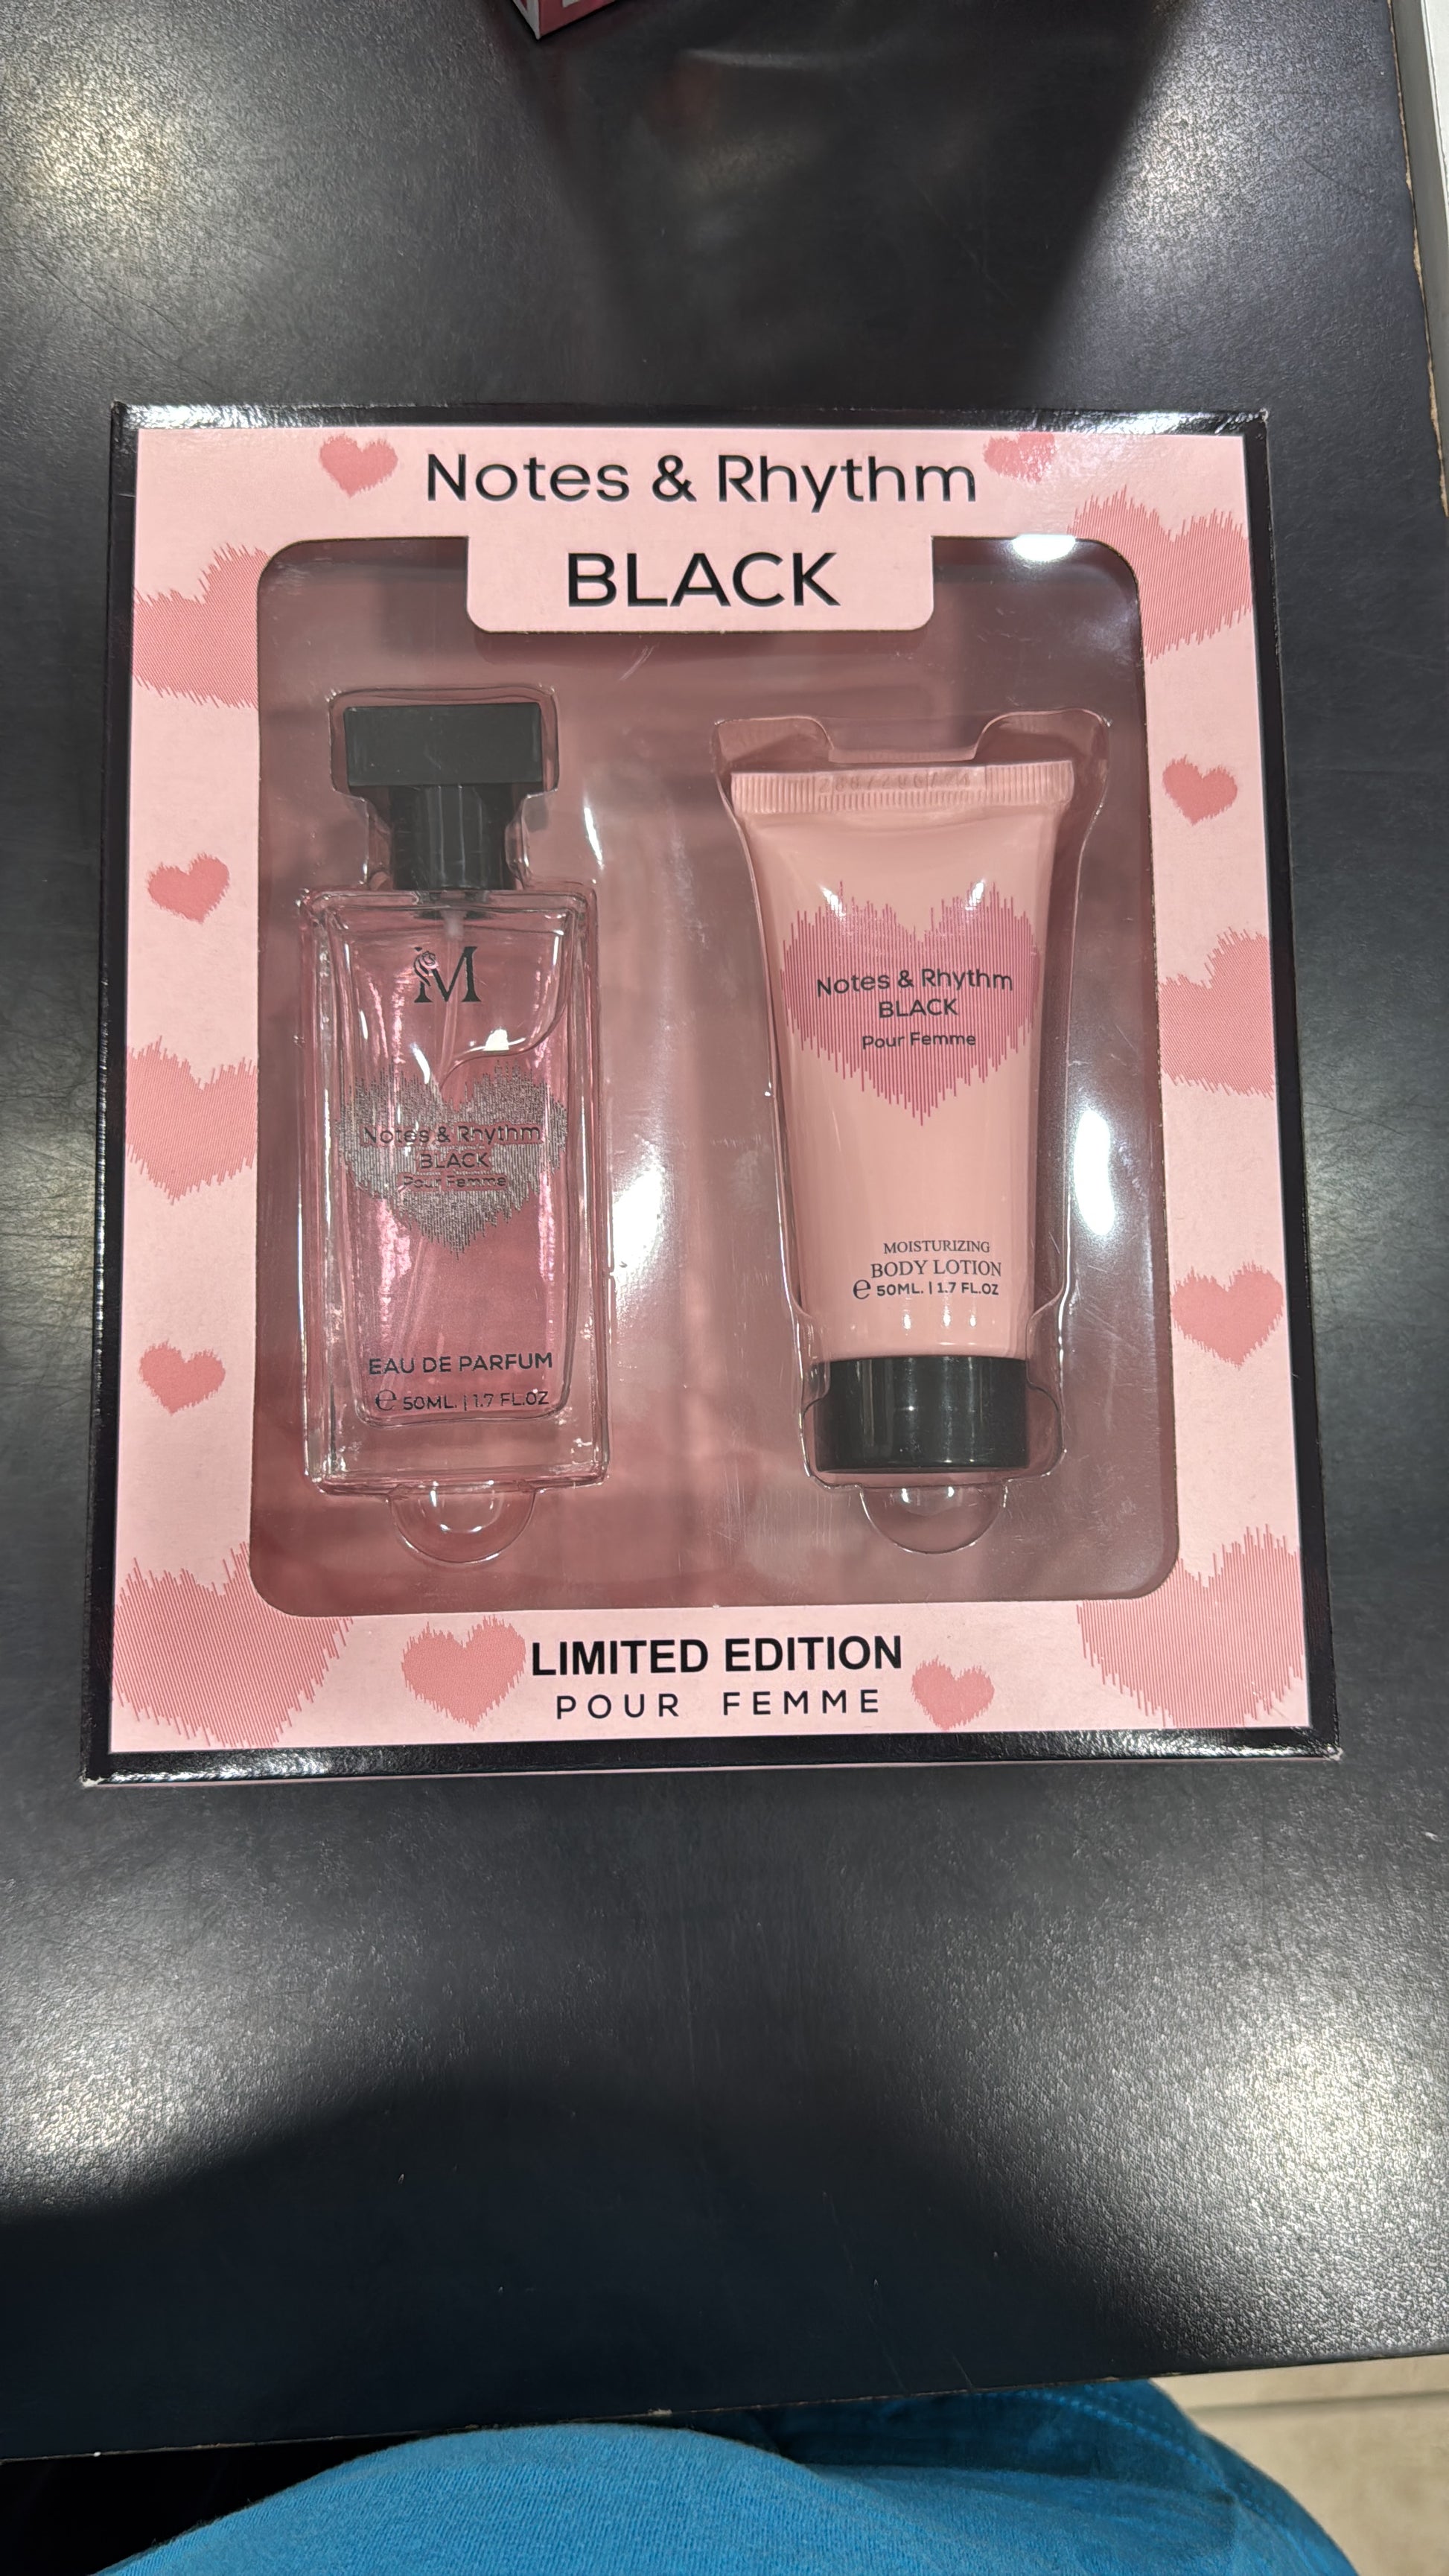 Notes & Rhythm
BLACK
M
Notes & Rhythm
BLACK
Pour Femme
EAU DE PARFUM
℮ 50ML. | 1.7 FL.OZ
Notes & Rhythm
BLACK
Pour Femme
MOISTURIZING
BODY LOTION
℮ 50ML. | 1.7 FL.OZ
LIMITED EDITION
POUR FEMME